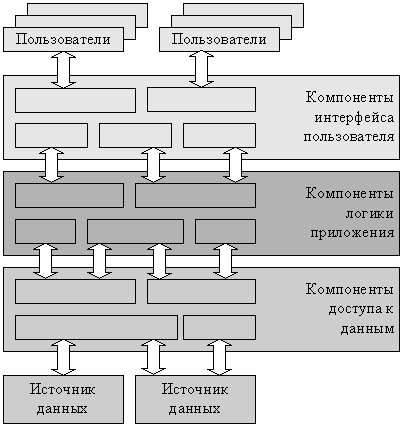 Пользователи
Пользователи
Компоненты
интерфейса
пользователя
Компоненты
логики
приложения
Компоненты
доступа к
данным
Источник
данных
Источник
данных